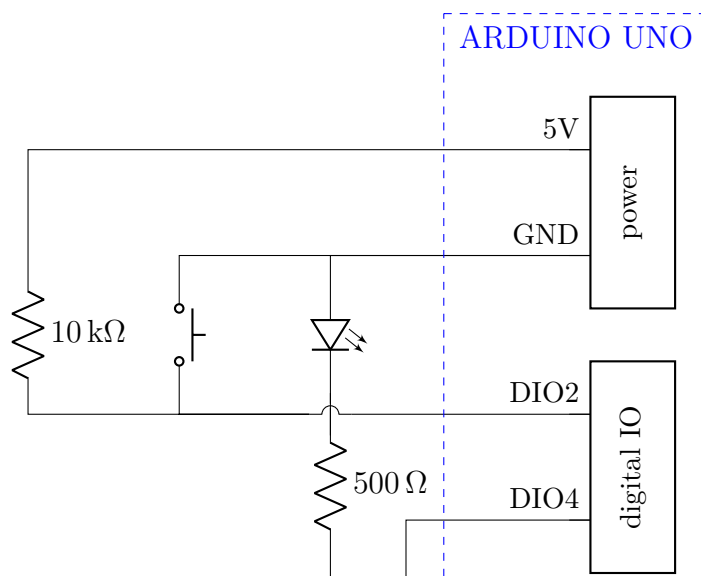 ARDUINO UNO
5V
GND
power
10 kΩ
DIO2
500 Ω
DIO4
digital IO